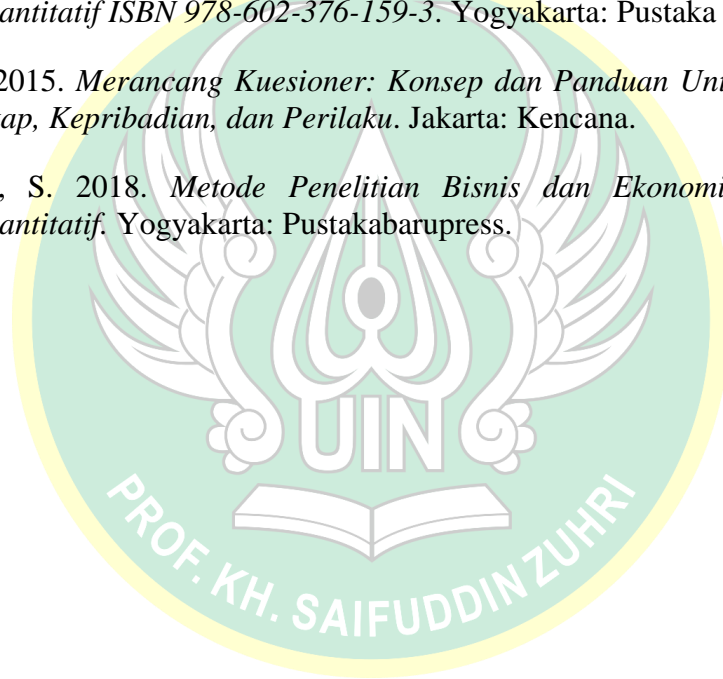 antitatif ISBN 978-602-376-159-3. Yogyakarta: Pustaka
2015. Merancang Kuesioner: Konsep dan Panduan Un
ap, Kepribadian, dan Perilaku. Jakarta: Kencana.
, S. 2018. Metode Penelitian Bisnis dan Ekonomi
antitatif. Yogyakarta: Pustakabarupress.
UIN
PROF. KH. SAIFUDDIN ZUHRI